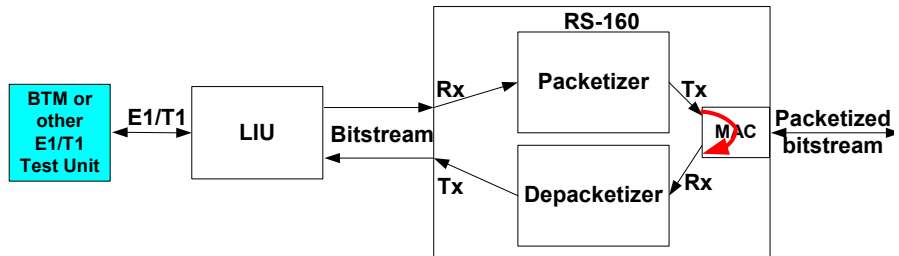 RS-160
BTM or
other
E1/T1
Test Unit
E1/T1
LIU
Bitstream
Rx
Tx
Packetizer
Depacketizer
Tx
Rx
MAC
Packetized
bitstream